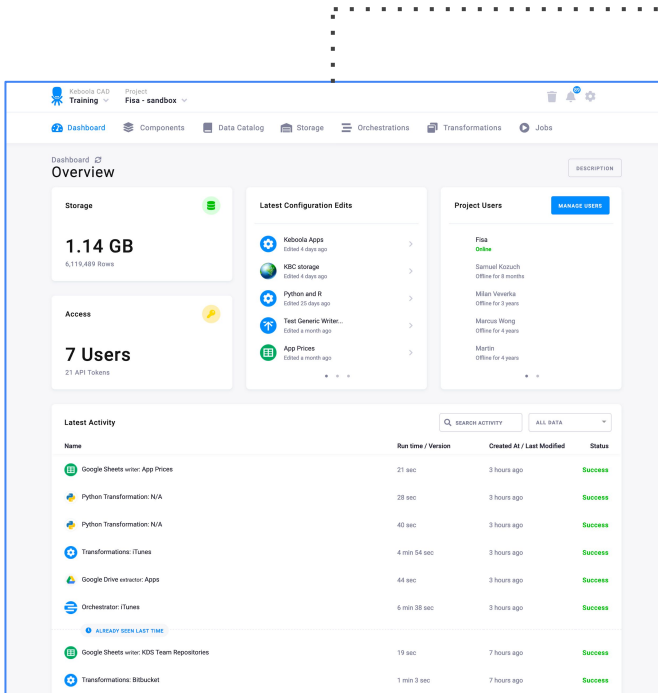 Keboola CAD Project
Training Fisa - sandbox
Dashboard Components Data Catalog Storage Orchestrations Transformations Jobs
Dashboard
Overview
DESCRIPTION
Storage
1.14 GB
6,119,489 Rows
Access
7 Users
21 API Tokens
Latest Configuration Edits
Keboola Apps
Edited 4 days ago
KBC storage
Edited 4 days ago
Python and R
Edited 25 days ago
Test Generic Writer...
Edited a month ago
App Prices
Edited a month ago
Project Users
MANAGE USERS
Fisa
Online
Samuel Kozuch
Offline for 8 months
Milan Veverka
Offline for 3 years
Marcus Wong
Offline for 4 years
Martin
Offline for 4 years
Latest Activity
SEARCH ACTIVITY ALL DATA
Name Run time / Version Created At / Last Modified Status
Google Sheets writer: App Prices 21 sec 3 hours ago Success
Python Transformation: N/A 28 sec 3 hours ago Success
Python Transformation: N/A 40 sec 3 hours ago Success
Transformations: iTunes 4 min 54 sec 3 hours ago Success
Google Drive extractor: Apps 44 sec 3 hours ago Success
Orchestrator: iTunes 6 min 38 sec 3 hours ago Success
ALREADY SEEN LAST TIME
Google Sheets writer: KDS Team Repositories 19 sec 7 hours ago Success
Transformations: Bitbucket 1 min 3 sec 7 hours ago Success